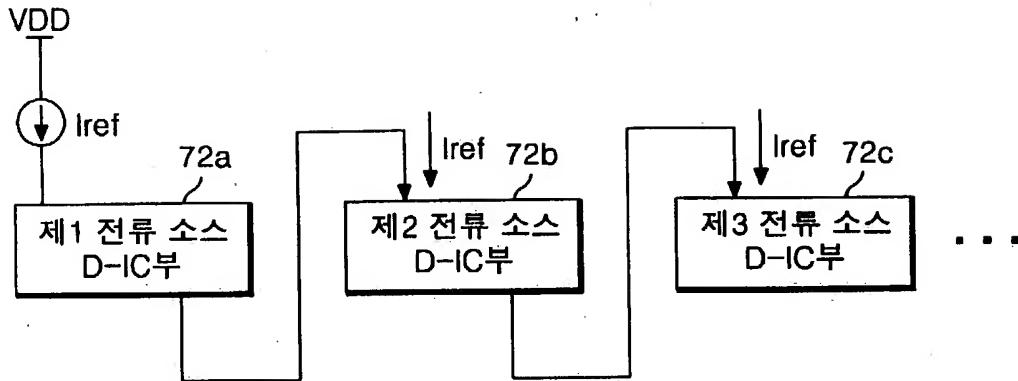 VDD
Iref
72a
제1 전류 소스
D-IC부
Iref
72b
제2 전류 소스
D-IC부
Iref
72c
제3 전류 소스
D-IC부